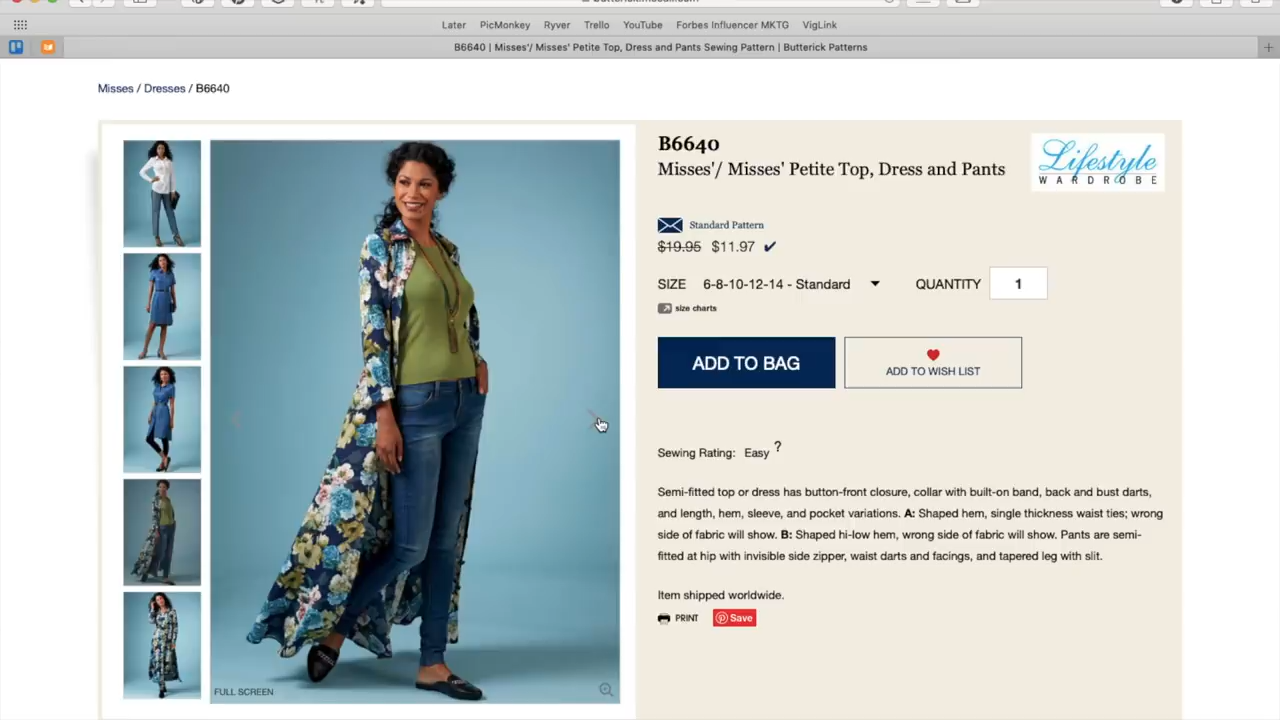 Later PicMonkey Ryver Trello YouTube Forbes Influencer MKTG VigLink
B6640 | Misses'/ Misses' Petite Top, Dress and Pants Sewing Pattern | Butterick Patterns
Misses / Dresses / B6640
B6640
Misses'/ Misses' Petite Top, Dress and Pants
Lifestyle
WARDROBE
Standard Pattern
$19.95 $11.97
SIZE 6-8-10-12-14 - Standard QUANTITY 1
size charts
ADD TO BAG
ADD TO WISH LIST
Sewing Rating: Easy ?
Semi-fitted top or dress has button-front closure, collar with built-on band, back and bust darts,
and length, hem, sleeve, and pocket variations. A: Shaped hem, single thickness waist ties; wrong
side of fabric will show. B: Shaped hi-low hem, wrong side of fabric will show. Pants are semi-
fitted at hip with invisible side zipper, waist darts and facings, and tapered leg with slit.
Item shipped worldwide.
PRINT Save
FULL SCREEN